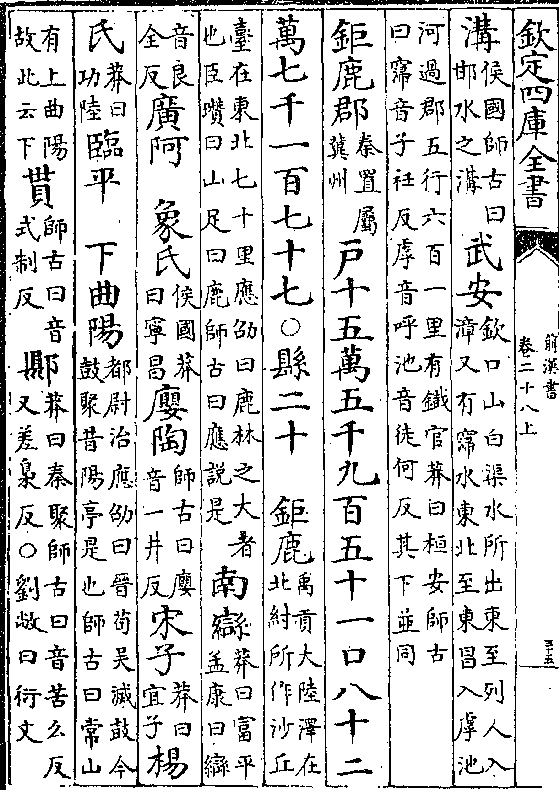 欽定四庫全書 前漢書 卷二十八上
溝 侯國師古曰邯水之溝 武安 欽口山白渠水所出東至列人入漳又有寖水東北至東昌入虖池
河過郡五行六百一里有鐵官莽曰桓安師古曰寖音子衽反虖音呼池音徒何反其下並同
鉅鹿郡 秦置屬冀州 戸十五萬五千九百五十一口八十二
萬七千一百七十七○縣二十 鉅鹿 禹貢大陸澤在北紂所作沙丘
臺在東北七十里應劭曰鹿林之大者也臣瓚曰山足曰鹿師古曰應説是 南䜌 莽曰富平孟康曰䜌
音良全反 廣阿 象氏 侯國莽曰寧昌 廮陶 師古曰廮音一井反 宋子 莽曰宜子 楊
氏 莽曰功陸 臨平 下曲陽 都尉治應劭曰晉荀吳滅鼓今鼓聚昔陽亭是也師古曰常山
有上曲陽故此云下 貰 師古曰音式制反 鄡 莽曰秦聚師古曰音苦么反又差梟反○劉敞曰衍文